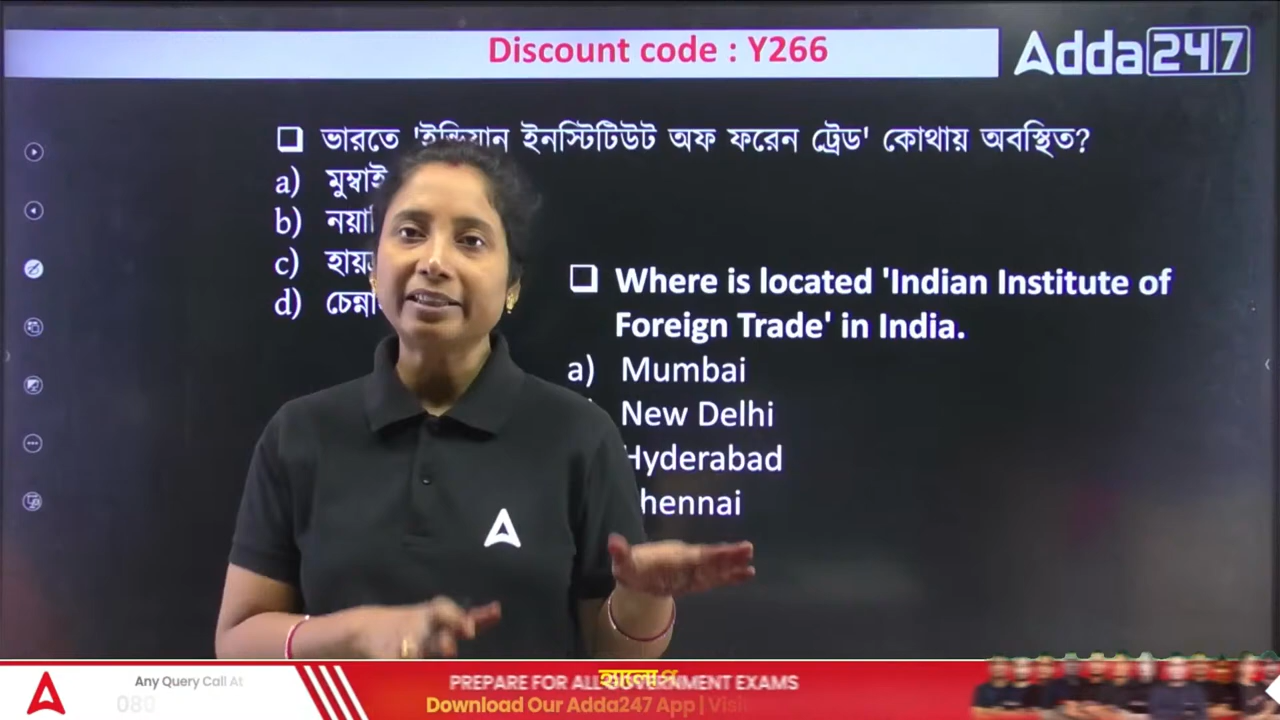 Discount code : Y266
Adda247
ভারতে 'ইন্ডিয়ান ইনস্টিটিউট অফ ফরেন ট্রেড' কোথায় অবস্থিত?
a) মুম্বাই
b)
c)
d)
Where is located 'Indian Institute of
Foreign Trade' in India.
a) Mumbai
New Delhi
Hyderabad
Chennai
Any Query Call At
080
PREPARE FOR ALL GOVERNMENT EXAMS
Download Our Adda247 App |